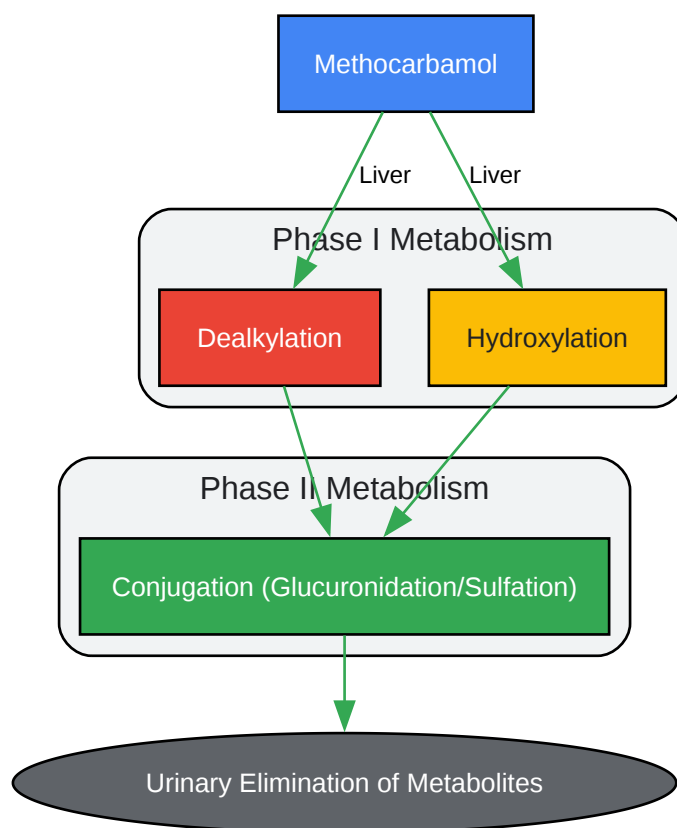 Methocarbamol
Liver
Liver
Phase I Metabolism
Dealkylation
Hydroxylation
Phase II Metabolism
Conjugation (Glucuronidation/Sulfation)
Urinary Elimination of Metabolites